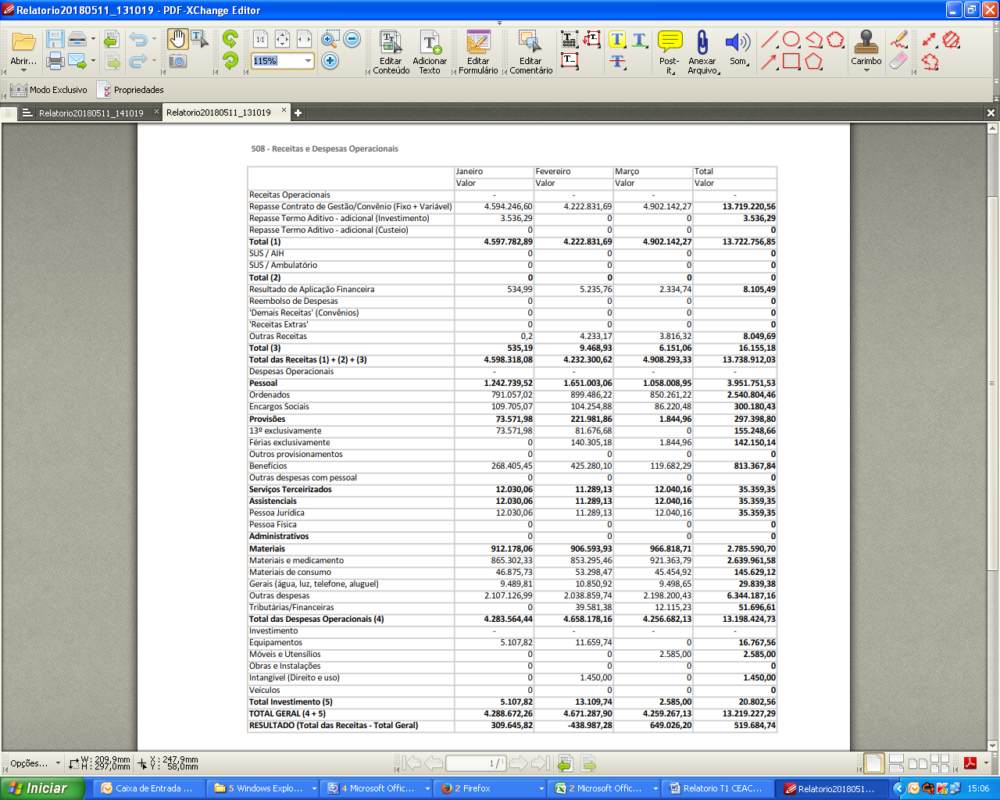 Relatorio20180511_131019 - PDF-XChange Editor
Abrir...
1:1
115%
Editar Conteúdo
Adicionar Texto
Editar Formulário
Editar Comentário
Post-it
Anexar Arquivo
Som
Carimbo
Modo Exclusivo Propriedades
Relatorio20180511_141019 × Relatorio20180511_131019 ×
508 - Receitas e Despesas Operacionais
Janeiro Fevereiro Março Total
Valor Valor Valor Valor
Receitas Operacionais - - - -
Repasse Contrato de Gestão/Convênio (Fixo + Variável) 4.594.246,60 4.222.831,69 4.902.142,27 13.719.220,56
Repasse Termo Aditivo - adicional (Investimento) 3.536,29 0 0 3.536,29
Repasse Termo Aditivo - adicional (Custeio) 0 0 0 0
Total (1) 4.597.782,89 4.222.831,69 4.902.142,27 13.722.756,85
SUS / AIH 0 0 0 0
SUS / Ambulatório 0 0 0 0
Total (2) 0 0 0 0
Resultado de Aplicação Financeira 534,99 5.235,76 2.334,74 8.105,49
Reembolso de Despesas 0 0 0 0
'Demais Receitas' (Convênios) 0 0 0 0
'Receitas Extras' 0 0 0 0
Outras Receitas 0,2 4.233,17 3.816,32 8.049,69
Total (3) 535,19 9.468,93 6.151,06 16.155,18
Total das Receitas (1) + (2) + (3) 4.598.318,08 4.232.300,62 4.908.293,33 13.738.912,03
Despesas Operacionais - - - -
Pessoal 1.242.739,52 1.651.003,06 1.058.008,95 3.951.751,53
Ordenados 791.057,02 899.486,22 850.261,22 2.540.804,46
Encargos Sociais 109.705,07 104.254,88 86.220,48 300.180,43
Provisões 73.571,98 221.981,86 1.844,96 297.398,80
13º exclusivamente 73.571,98 81.676,68 0 155.248,66
Férias exclusivamente 0 140.305,18 1.844,96 142.150,14
Outros provisionamentos 0 0 0 0
Benefícios 268.405,45 425.280,10 119.682,29 813.367,84
Outras despesas com pessoal 0 0 0 0
Serviços Terceirizados 12.030,06 11.289,13 12.040,16 35.359,35
Assistenciais 12.030,06 11.289,13 12.040,16 35.359,35
Pessoa Jurídica 12.030,06 11.289,13 12.040,16 35.359,35
Pessoa Física 0 0 0 0
Administrativos 0 0 0 0
Materiais 912.178,06 906.593,93 966.818,71 2.785.590,70
Materiais e medicamento 865.302,33 853.295,46 921.363,79 2.639.961,58
Materiais de consumo 46.875,73 53.298,47 45.454,92 145.629,12
Gerais (água, luz, telefone, aluguel) 9.489,81 10.850,92 9.498,65 29.839,38
Outras despesas 2.107.126,99 2.038.859,74 2.198.200,43 6.344.187,16
Tributárias/Financeiras 0 39.581,38 12.115,23 51.696,61
Total das Despesas Operacionais (4) 4.283.564,44 4.658.178,16 4.256.682,13 13.198.424,73
Investimento - - - -
Equipamentos 5.107,82 11.659,74 0 16.767,56
Móveis e Utensílios 0 0 2.585,00 2.585,00
Obras e Instalações 0 0 0 0
Intangível (Direito e uso) 0 1.450,00 0 1.450,00
Veículos 0 0 0 0
Total Investimento (5) 5.107,82 13.109,74 2.585,00 20.802,56
TOTAL GERAL (4 + 5) 4.288.672,26 4.671.287,90 4.259.267,13 13.219.227,29
RESULTADO (Total das Receitas - Total Geral) 309.645,82 -438.987,28 649.026,20 519.684,74
Opções... W: 209,9mm H: 297,0mm X: 247,9mm Y: 58,0mm 1 / 1
Iniciar Caixa de Entrada ... 5 Windows Explo... 4 Microsoft Offic... 2 Firefox 2 Microsoft Offic... Relatorio T1 CEAC... Relatorio2018051... 15:06